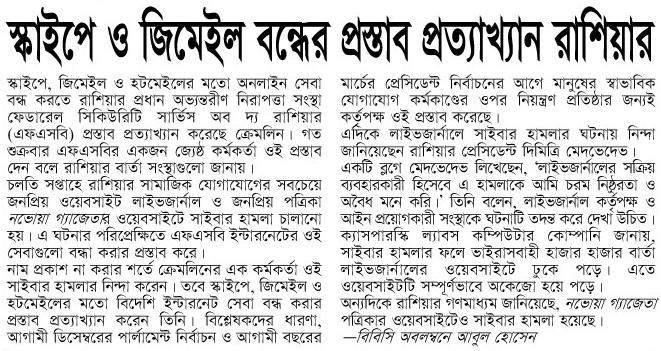 স্কাইপে ও জিমেইল বন্ধের প্রস্তাব প্রত্যাখ্যান রাশিয়ার
স্কাইপে, জিমেইল ও হটমেইলের মতো অনলাইন সেবা
বন্ধ করতে রাশিয়ার প্রধান অভ্যন্তরীণ নিরাপত্তা সংস্থা
ফেডারেল সিকিউরিটি সার্ভিস অব দ্য রাশিয়ার
(এফএসবি) প্রস্তাব প্রত্যাখ্যান করেছে ক্রেমলিন। গত
শুক্রবার এফএসবির একজন জ্যেষ্ঠ কর্মকর্তা ওই প্রস্তাব
দেন বলে রাশিয়ার বার্তা সংস্থাগুলো জানায়।
চলতি সপ্তাহে রাশিয়ার সামাজিক যোগাযোগের সবচেয়ে
জনপ্রিয় ওয়েবসাইট লাইভজার্নাল ও জনপ্রিয় পত্রিকা
নভোয়া গ্যাজেতার ওয়েবসাইটে সাইবার হামলা চালানো
হয়। এ ঘটনার পরিপ্রেক্ষিতে এফএসবি ইন্টারনেটের ওই
সেবাগুলো বন্ধা করার প্রস্তাব করে।
নাম প্রকাশ না করার শর্তে ক্রেমলিনের এক কর্মকর্তা ওই
সাইবার হামলার নিন্দা করেন। তবে স্কাইপে, জিমেইল ও
হটমেইলের মতো বিদেশি ইন্টারনেট সেবা বন্ধ করার
প্রস্তাব প্রত্যাখ্যান করেন তিনি। বিশ্লেষকদের ধারণা,
আগামী ডিসেম্বরের পার্লামেন্ট নির্বাচন ও আগামী বছরের
মার্চের প্রেসিডেন্ট নির্বাচনের আগে মানুষের স্বাভাবিক
যোগাযোগ কর্মকাণ্ডের ওপর নিয়ন্ত্রণ প্রতিষ্ঠার জন্যই
কর্তৃপক্ষ ওই প্রস্তাব করেছে।
এদিকে লাইভজার্নালে সাইবার হামলার ঘটনায় নিন্দা
জানিয়েছেন রাশিয়ার প্রেসিডেন্ট দিমিত্রি মেদভেদেভ।
একটি ব্লগে মেদভেদেভ লিখেছেন, ‘লাইভজার্নালের সক্রিয়
ব্যবহারকারী হিসেবে এ হামলাকে আমি চরম নিষ্ঠুরতা ও
অবৈধ মনে করি।’ তিনি বলেন, লাইভজার্নাল কর্তৃপক্ষ ও
আইন প্রয়োগকারী সংস্থাকে ঘটনাটি তদন্ত করে দেখা উচিত।
ক্যাসপারস্কি ল্যাবস কম্পিউটার কোম্পানি জানায়,
সাইবার হামলার ফলে ভাইরাসবাহী হাজার হাজার বার্তা
লাইভজার্নালের ওয়েবসাইটে ঢুকে পড়ে। এতে
ওয়েবসাইটটি সম্পূর্ণভাবে অকেজো হয়ে পড়ে।
অন্যদিকে রাশিয়ার গণমাধ্যম জানিয়েছে, নভোয়া গ্যাজেতা
পত্রিকার ওয়েবসাইটেও সাইবার হামলা হয়েছে।
—বিবিসি অবলম্বনে আবুল হোসেন